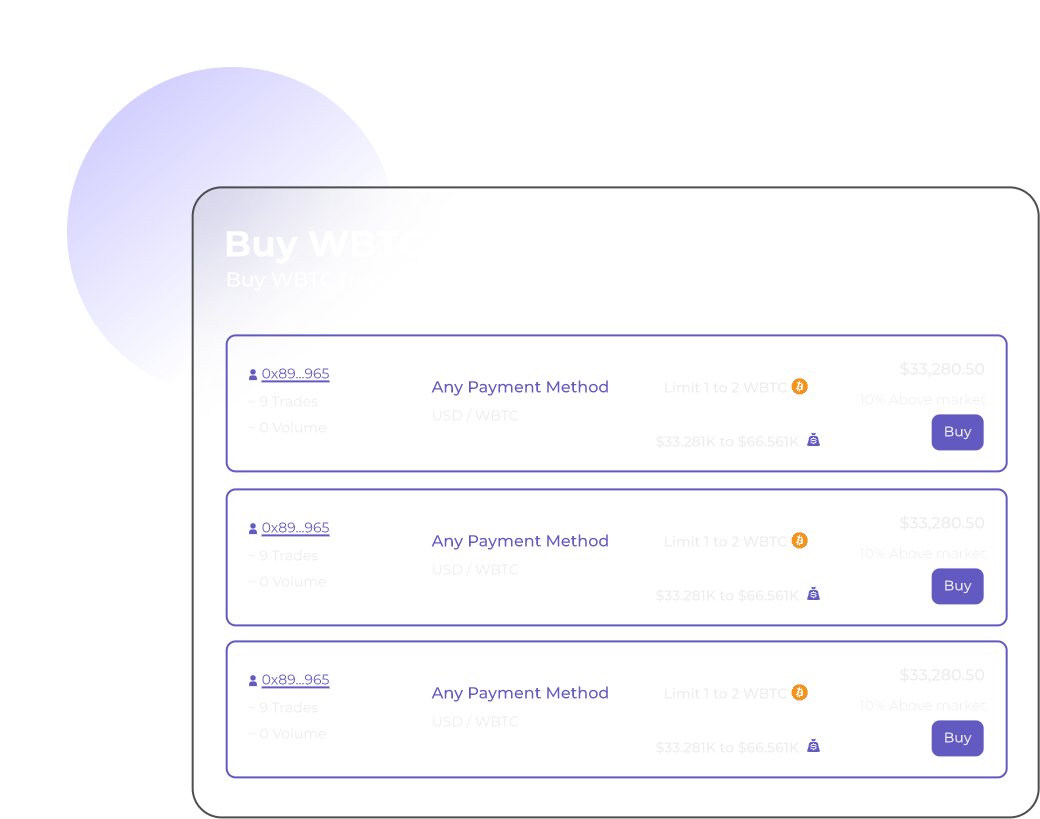 Buy WBTC
Buy WBTC
0x89...965
~ 9 Trades
~ 0 Volume
Any Payment Method
USD / WBTC
Limit 1 to 2 WBTC
$33.281K to $66.561K
$33,280.50
10% Above market
Buy
0x89...965
~ 9 Trades
~ 0 Volume
Any Payment Method
USD / WBTC
Limit 1 to 2 WBTC
$33.281K to $66.561K
$33,280.50
10% Above market
Buy
0x89...965
~ 9 Trades
~ 0 Volume
Any Payment Method
USD / WBTC
Limit 1 to 2 WBTC
$33.281K to $66.561K
$33,280.50
10% Above market
Buy